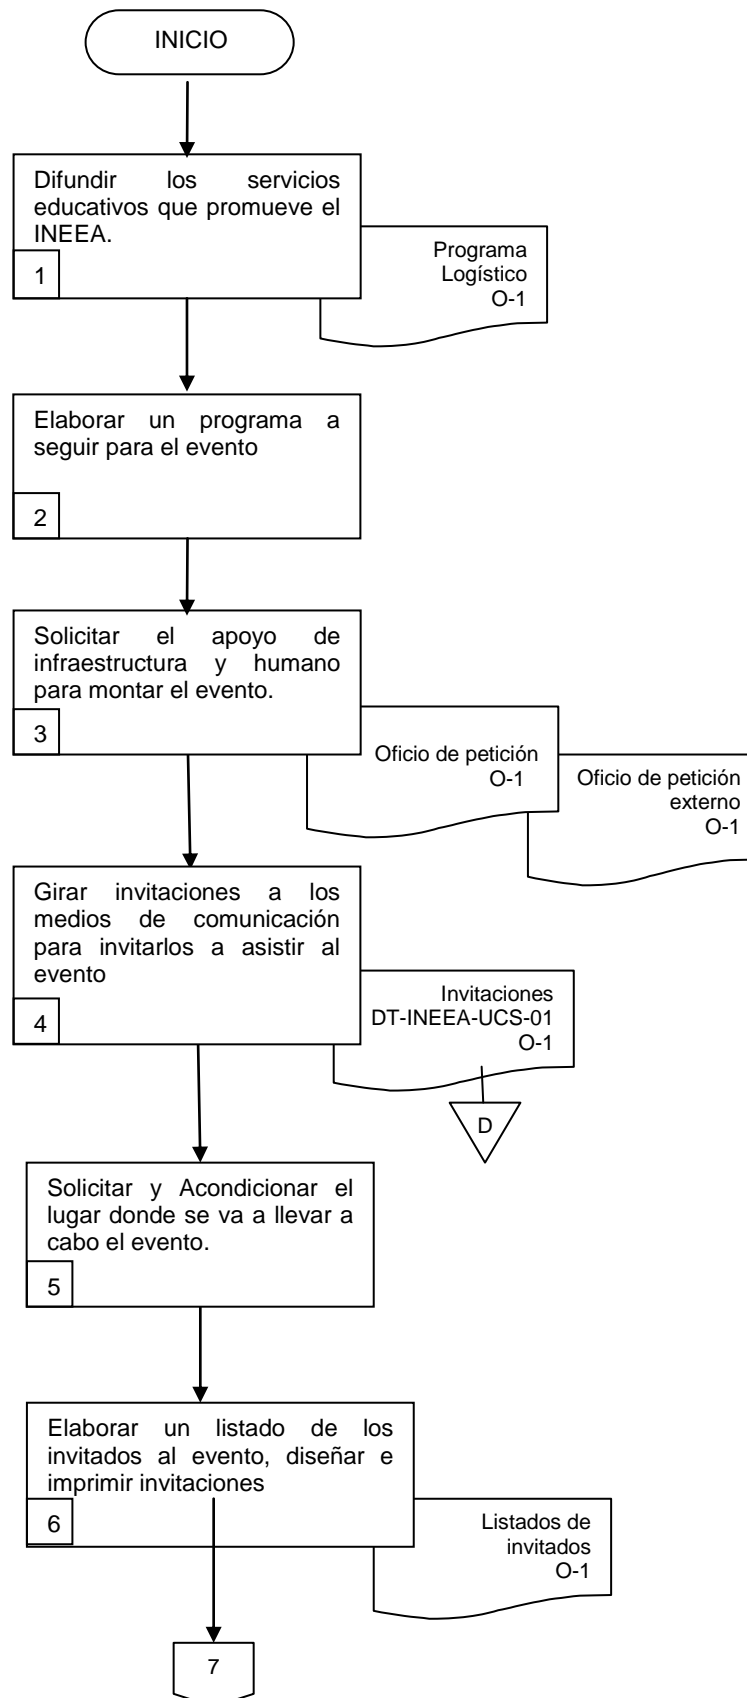 INICIO
Difundir los servicios
educativos que promueve el
INEEA.
1
Programa
Logístico
O-1
Elaborar un programa a
seguir para el evento
2
Solicitar el apoyo de
infraestructura y humano
para montar el evento.
3
Oficio de petición
O-1
Oficio de petición
externo
O-1
Girar invitaciones a los
medios de comunicación
para invitarlos a asistir al
evento
4
Invitaciones
DT-INEEA-UCS-01
O-1
D
Solicitar y Acondicionar el
lugar donde se va a llevar a
cabo el evento.
5
Elaborar un listado de los
invitados al evento, diseñar e
imprimir invitaciones
6
Listados de
invitados
O-1
7